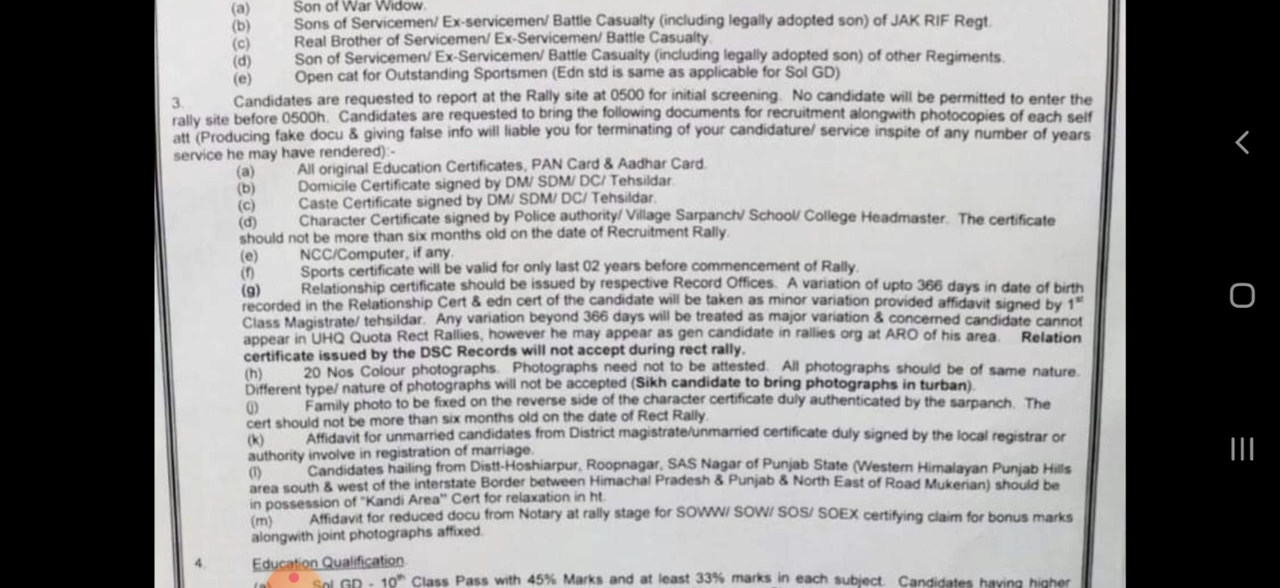 (a) Son of War Widow.
(b) Sons of Servicemen/ Ex-servicemen/ Battle Casualty (including legally adopted son) of JAK RIF Regt.
(c) Real Brother of Servicemen/ Ex-Servicemen/ Battle Casualty.
(d) Son of Servicemen/ Ex-Servicemen/ Battle Casualty (including legally adopted son) of other Regiments.
(e) Open cat for Outstanding Sportsmen (Edn std is same as applicable for Sol GD)
3. Candidates are requested to report at the Rally site at 0500 for initial screening. No candidate will be permitted to enter the
rally site before 0500h. Candidates are requested to bring the following documents for recruitment alongwith photocopies of each self
att (Producing fake docu & giving false info will liable you for terminating of your candidature/ service inspite of any number of years
service he may have rendered):-
(a) All original Education Certificates, PAN Card & Aadhar Card.
(b) Domicile Certificate signed by DM/ SDM/ DC/ Tehsildar.
(c) Caste Certificate signed by DM/ SDM/ DC/ Tehsildar.
(d) Character Certificate signed by Police authority/ Village Sarpanch/ School/ College Headmaster. The certificate
should not be more than six months old on the date of Recruitment Rally.
(e) NCC/Computer, if any.
(f) Sports certificate will be valid for only last 02 years before commencement of Rally.
(g) Relationship certificate should be issued by respective Record Offices. A variation of upto 366 days in date of birth
recorded in the Relationship Cert & edn cert of the candidate will be taken as minor variation provided affidavit signed by 1st
Class Magistrate/ tehsildar. Any variation beyond 366 days will be treated as major variation & concerned candidate cannot
appear in UHQ Quota Rect Rallies, however he may appear as gen candidate in rallies org at ARO of his area. Relation
certificate issued by the DSC Records will not accept during rect rally.
(h) 20 Nos Colour photographs. Photographs need not to be attested. All photographs should be of same nature.
Different type/ nature of photographs will not be accepted (Sikh candidate to bring photographs in turban).
(j) Family photo to be fixed on the reverse side of the character certificate duly authenticated by the sarpanch. The
cert should not be more than six months old on the date of Rect Rally.
(k) Affidavit for unmarried candidates from District magistrate/unmarried certificate duly signed by the local registrar or
authority involve in registration of marriage.
(l) Candidates hailing from Distt-Hoshiarpur, Roopnagar, SAS Nagar of Punjab State (Western Himalayan Punjab Hills
area south & west of the interstate Border between Himachal Pradesh & Punjab & North East of Road Mukerian) should be
in possession of "Kandi Area" Cert for relaxation in ht.
(m) Affidavit for reduced docu from Notary at rally stage for SOWW/ SOW/ SOS/ SOEX certifying claim for bonus marks
alongwith joint photographs affixed.
4. Education Qualification
Sol GD - 10th Class Pass with 45% Marks and at least 33% marks in each subject. Candidates having higher